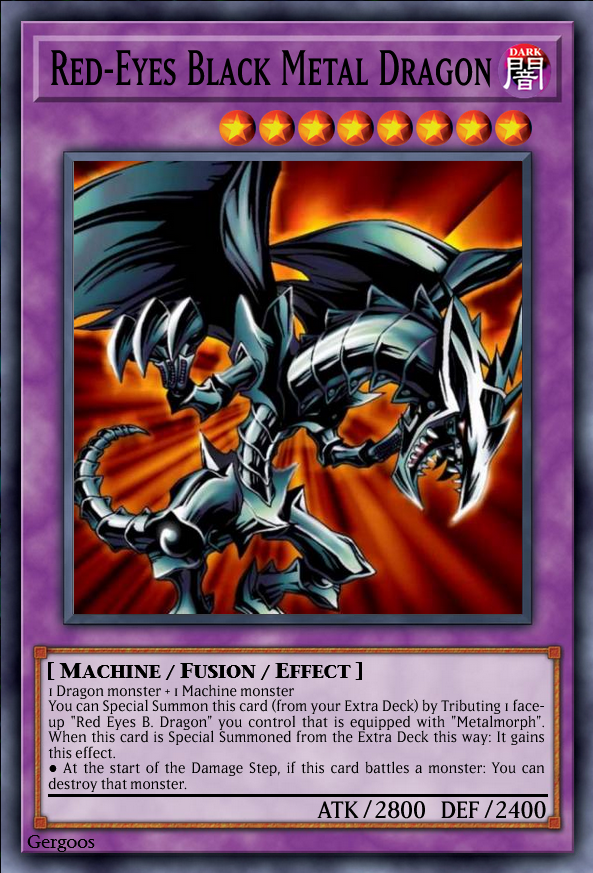 Red-Eyes Black Metal Dragon
DARK
闇
[ Machine / Fusion / Effect ]
1 Dragon monster + 1 Machine monster
You can Special Summon this card (from your Extra Deck) by Tributing 1 face-
up "Red Eyes B. Dragon" you control that is equipped with "Metalmorph".
When this card is Special Summoned from the Extra Deck this way: It gains
this effect.
● At the start of the Damage Step, if this card battles a monster: You can
destroy that monster.
ATK/2800 DEF/2400
Gergoos